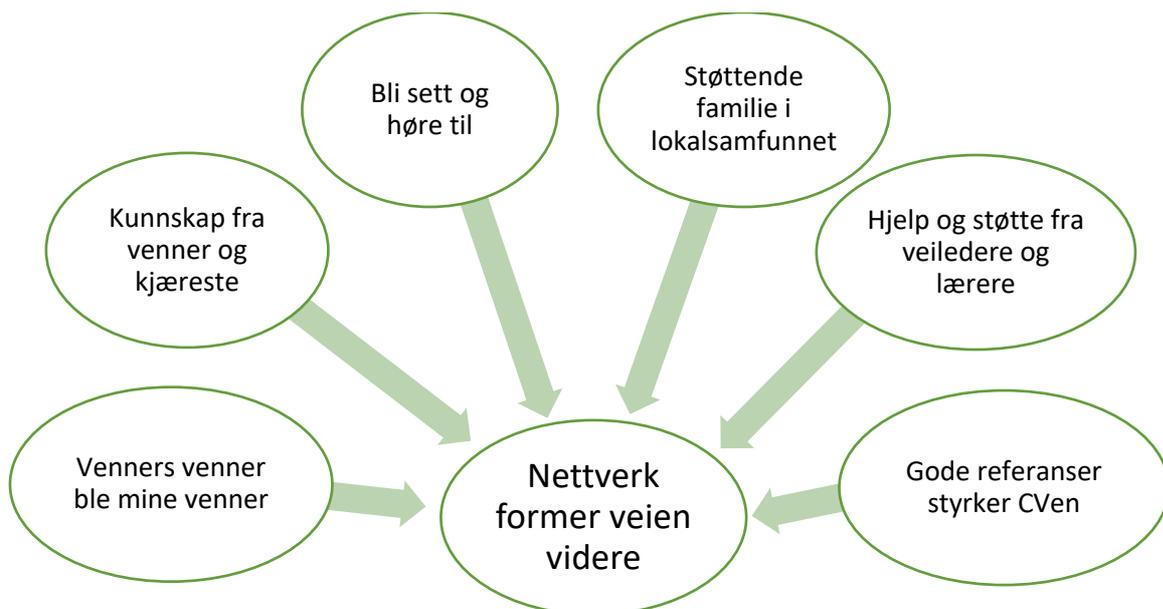 Bli sett og
høre til
Støttende
familie i
lokalsamfunnet
Kunnskap fra
venner og
kjæreste
Hjelp og støtte fra
veiledere og
lærere
Venners venner
ble mine venner
Nettverk
former veien
videre
Gode referanser
styrker CVen